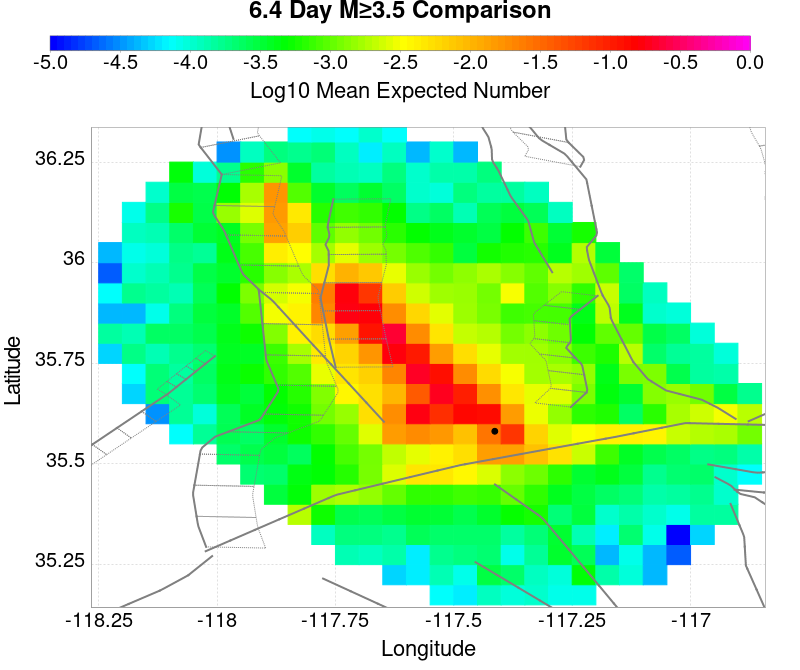 6.4 Day M≥3.5 Comparison
-5.0 -4.5 -4.0 -3.5 -3.0 -2.5 -2.0 -1.5 -1.0 -0.5 0.0
Log10 Mean Expected Number
36.25
36
35.75
35.5
35.25
Latitude
-118.25 -118 -117.75 -117.5 -117.25 -117
Longitude